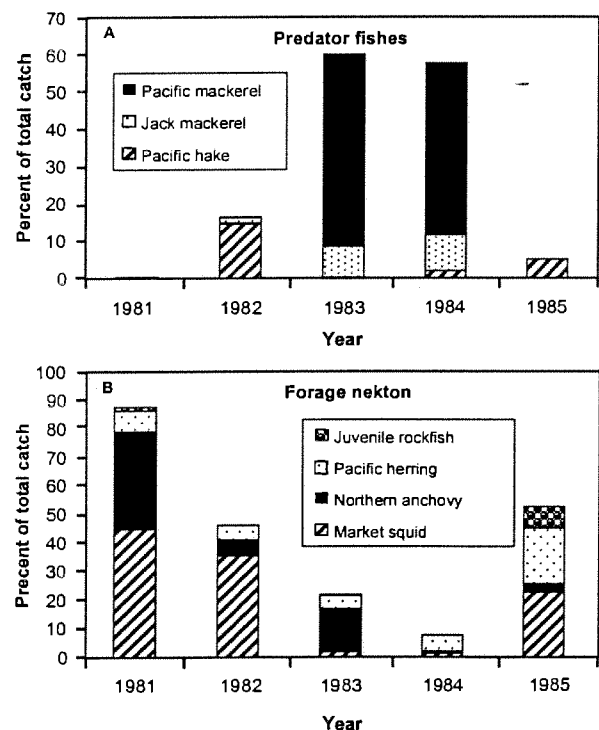 A
Predator fishes
Pacific mackerel
Jack mackerel
Pacific hake
Percent of total catch
70
60
50
40
30
20
10
0
1981 1982 1983 1984 1985
Year
B
Forage nekton
Juvenile rockfish
Pacific herring
Northern anchovy
Market squid
Precent of total catch
100
90
80
70
60
50
40
30
20
10
0
1981 1982 1983 1984 1985
Year